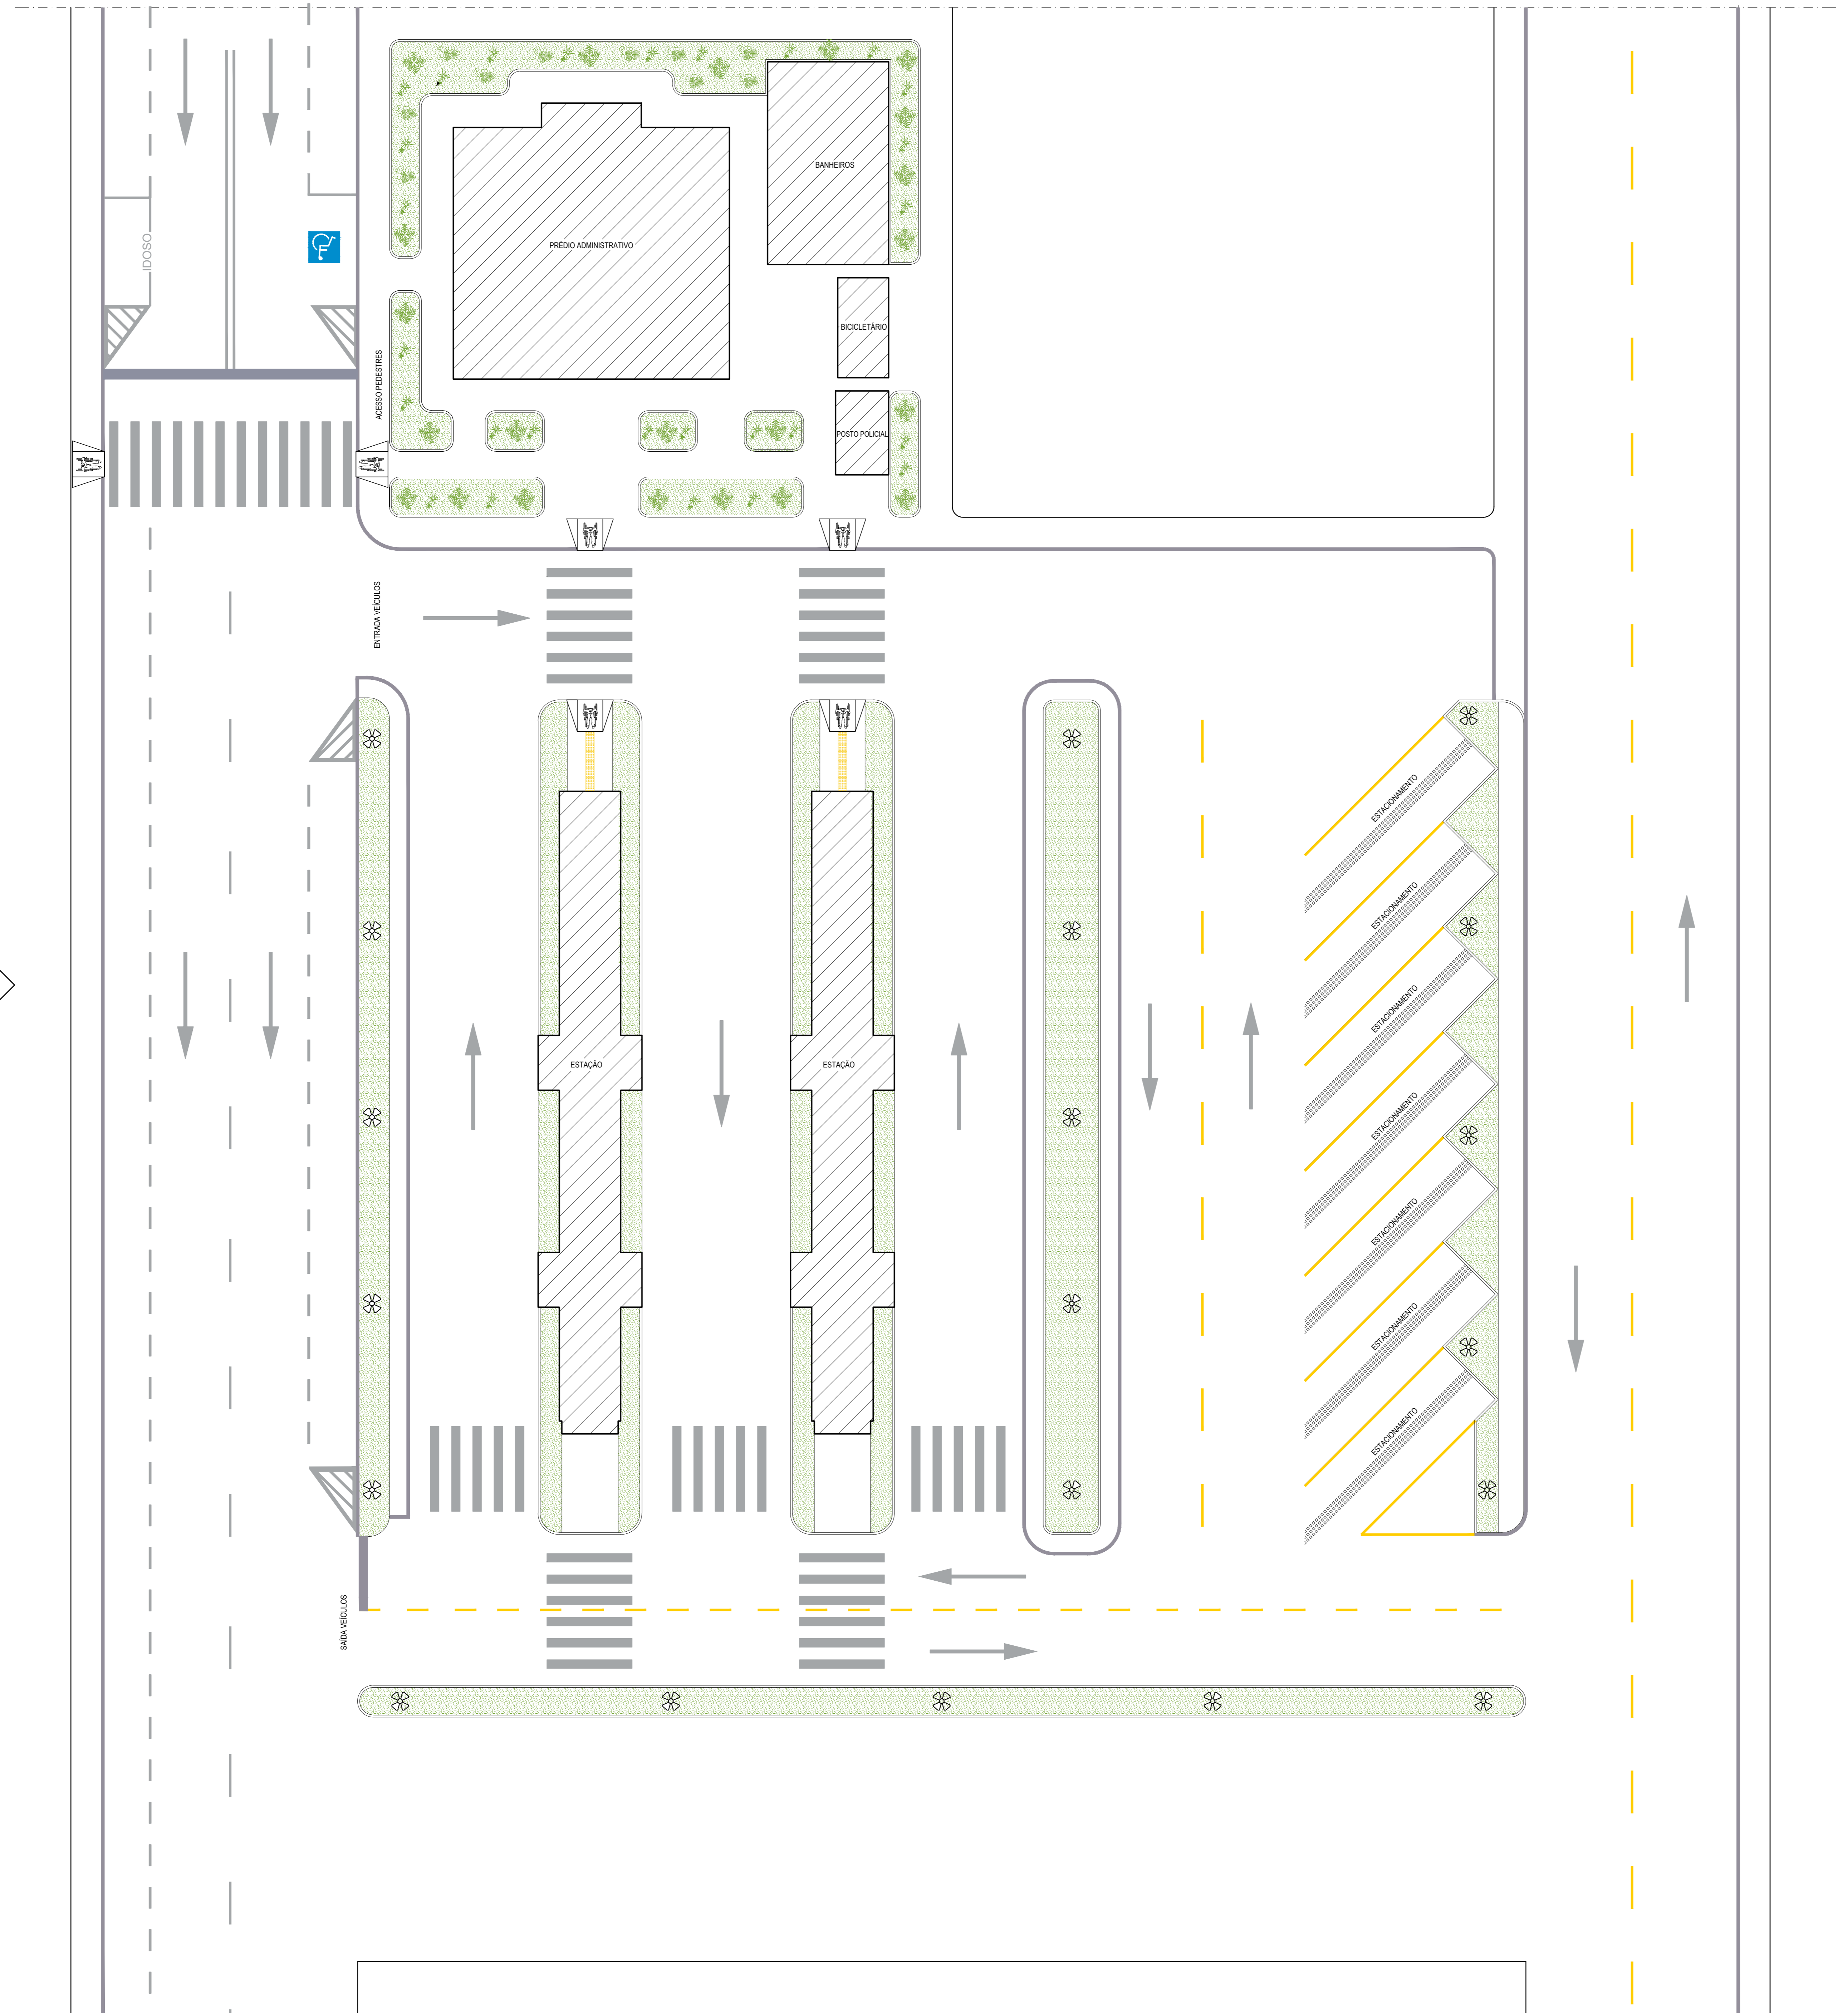 BANHEIROS
PRÉDIO ADMINISTRATIVO
IDOSO
BICICLETÁRIO
ACESSO PEDESTRES
POSTO POLICIAL
ENTRADA VEÍCULOS
ESTACIONAMENTO
ESTACIONAMENTO
ESTACIONAMENTO
ESTAÇÃO
ESTAÇÃO
ESTACIONAMENTO
ESTACIONAMENTO
ESTACIONAMENTO
ESTACIONAMENTO
SAÍDA VEÍCULOS